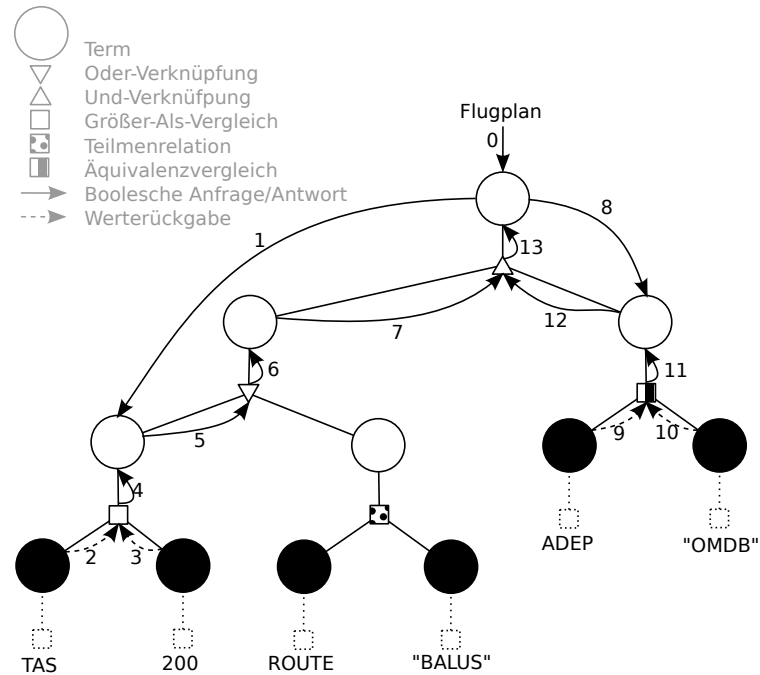 Term
Oder-Verknüpfung
Und-Verknüfpung
Größer-Als-Vergleich
Teilmenrelation
Äquivalenzvergleich
Boolesche Anfrage/Antwort
Werterückgabe
Flugplan
0
8
1
13
12
7
6
11
5
9
10
4
2
3
ADEP
"OMDB"
TAS
200
ROUTE
"BALUS"